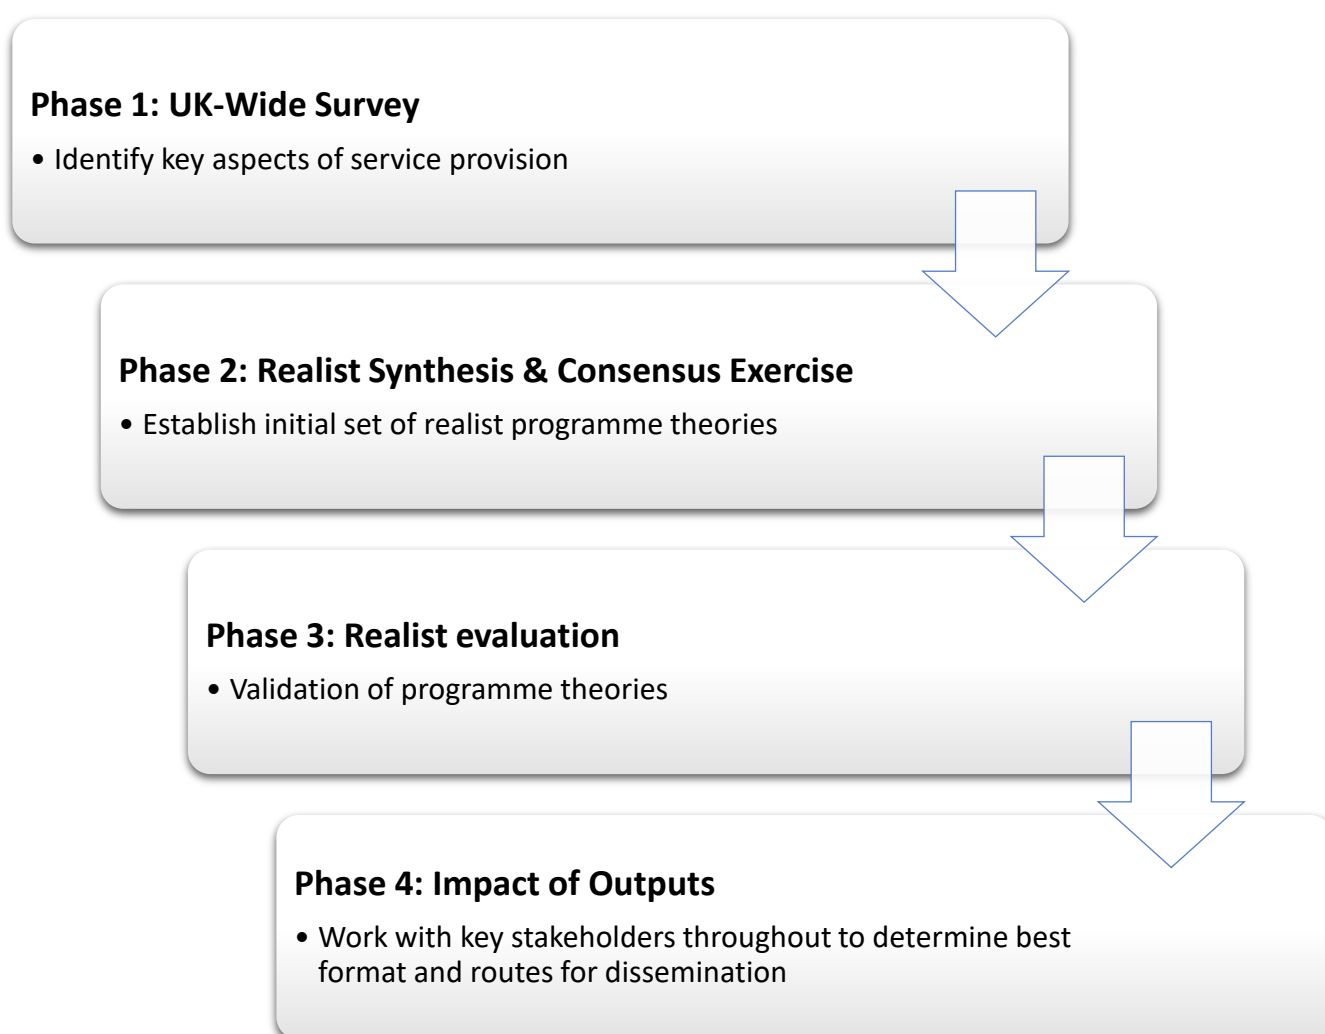 Phase 1: UK-Wide Survey
• Identify key aspects of service provision
Phase 2: Realist Synthesis & Consensus Exercise
• Establish initial set of realist programme theories
Phase 3: Realist evaluation
• Validation of programme theories
Phase 4: Impact of Outputs
• Work with key stakeholders throughout to determine best
format and routes for dissemination